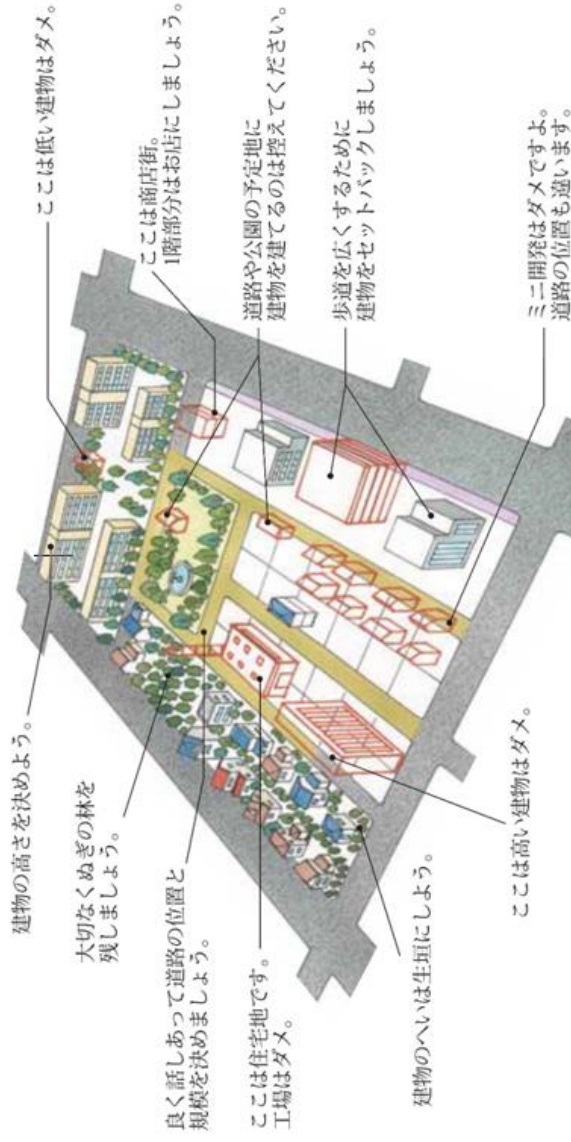 建物の高さを決めよう。
大切なくぬぎの林を
残しましょう。
良く話しあって道路の位置と
規模を決めましょう。
ここは住宅地です。
工場はダメ。
建物のへいは生垣にしよう。
ここは高い建物はダメ。
ここは低い建物はダメ。
ここは商店街。
1階部分はお店にしましょう。
道路や公園の予定地に
建物を建てるのは控えてください。
歩道を広くするために
建物をセットバックしましょう。
ミニ開発はダメですよ。
道路の位置も違います。